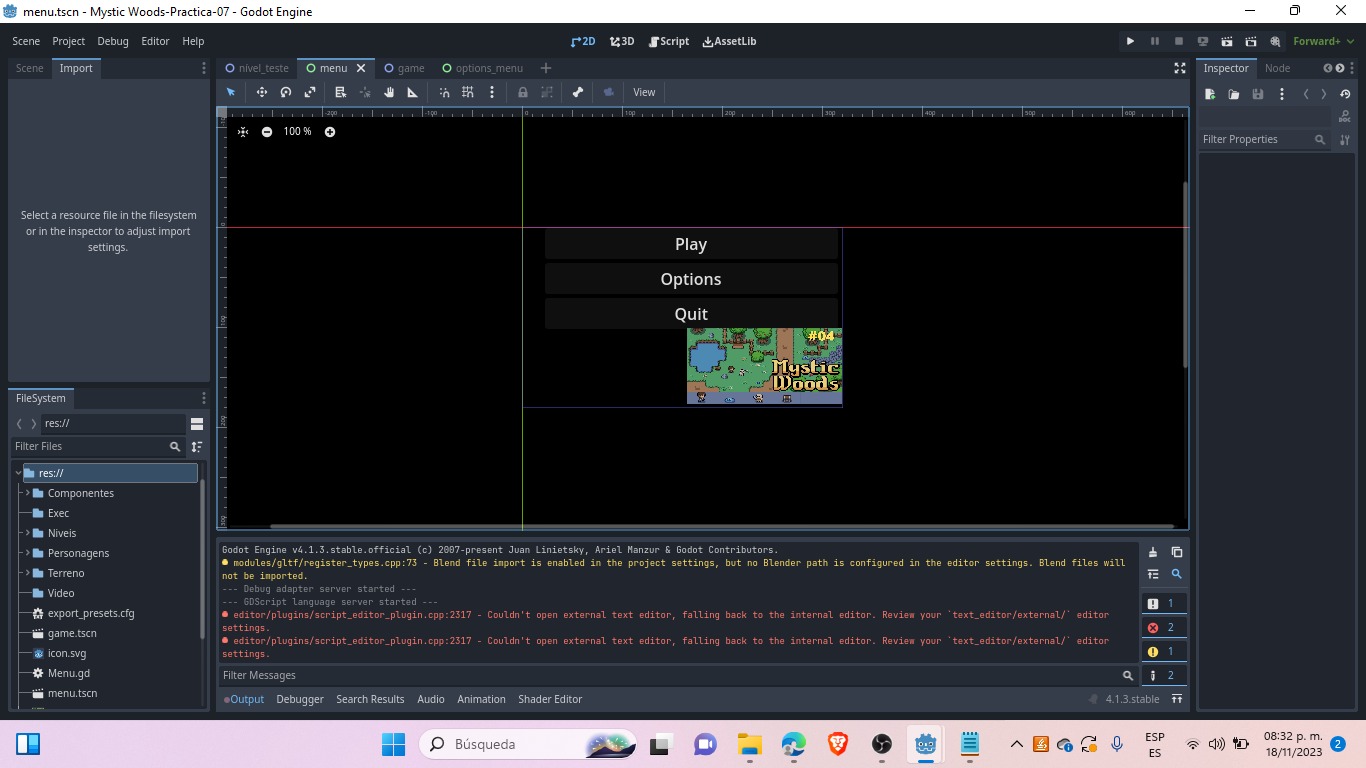 menu.tscn - Mystic Woods-Practica-07 - Godot Engine
Scene Project Debug Editor Help
2D 3D Script AssetLib
Forward+
Scene Import
nivel_teste menu game options_menu
Inspector Node
View
100 %
Filter Properties
Select a resource file in the filesystem
or in the inspector to adjust import
settings.
Play
Options
Quit
#04
Mystic
Woods
FileSystem
res://
Filter Files
res://
Componentes
Exec
Niveis
Personagens
Terreno
Video
export_presets.cfg
game.tscn
icon.svg
Menu.gd
menu.tscn
Godot Engine v4.1.3.stable.official (c) 2007-present Juan Linietsky, Ariel Manzur & Godot Contributors.
modules/gltf/register_types.cpp:73 - Blend file import is enabled in the project settings, but no Blender path is configured in the editor settings. Blend files will
not be imported.
--- Debug adapter server started ---
--- GDScript language server started ---
editor/plugins/script_editor_plugin.cpp:2317 - Couldn't open external text editor, falling back to the internal editor. Review your `text_editor/external/` editor
settings.
editor/plugins/script_editor_plugin.cpp:2317 - Couldn't open external text editor, falling back to the internal editor. Review your `text_editor/external/` editor
settings.
1
2
1
2
Filter Messages
Output Debugger Search Results Audio Animation Shader Editor
4.1.3.stable
Búsqueda
ESP
ES
08:32 p. m.
18/11/2023
2